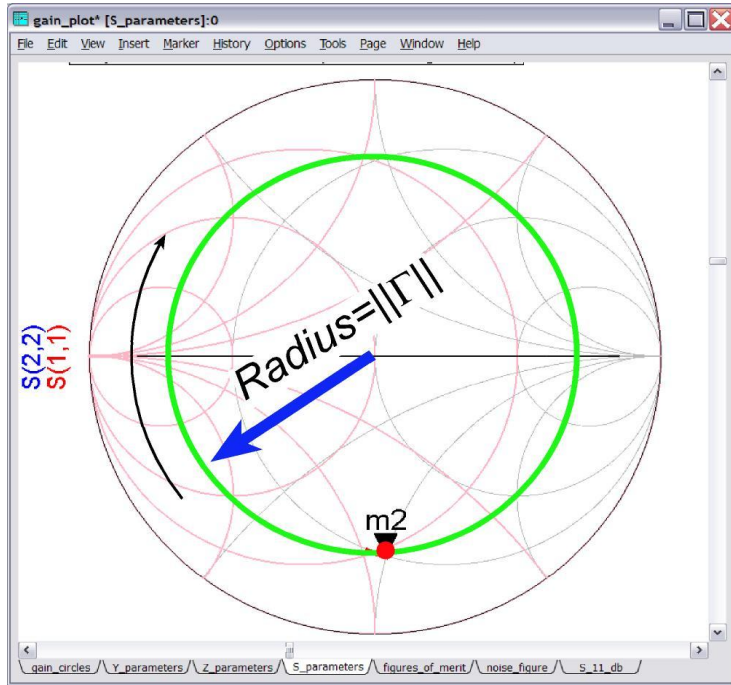 gain_plot* [S_parameters]:0
File Edit View Insert Marker History Options Tools Page Window Help
S(2,2)
S(1,1)
Radius=||Γ||
m2
gain_circles Y_parameters Z_parameters S_parameters figures_of_merit noise_figure S_11_db